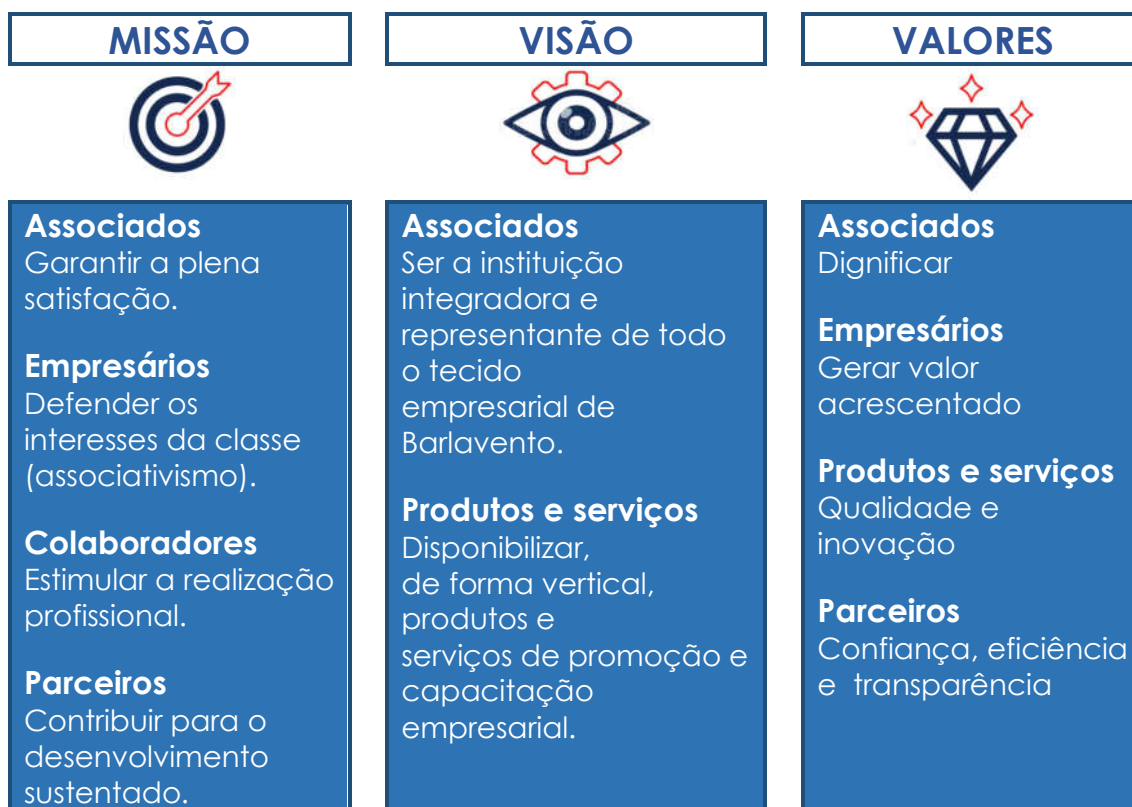 MISSÃO
Associados
Garantir a plena
satisfação.
Empresários
Defender os
interesses da classe
(associativismo).
Colaboradores
Estimular a realização
profissional.
Parceiros
Contribuir para o
desenvolvimento
sustentado.
VISÃO
Associados
Ser a instituição
integradora e
representante de todo
o tecido
empresarial de
Barlavento.
Produtos e serviços
Disponibilizar,
de forma vertical,
produtos e
serviços de promoção e
capacitação
empresarial.
VALORES
Associados
Dignificar
Empresários
Gerar valor
acrescentado
Produtos e serviços
Qualidade e
inovação
Parceiros
Confiança, eficiência
e transparência